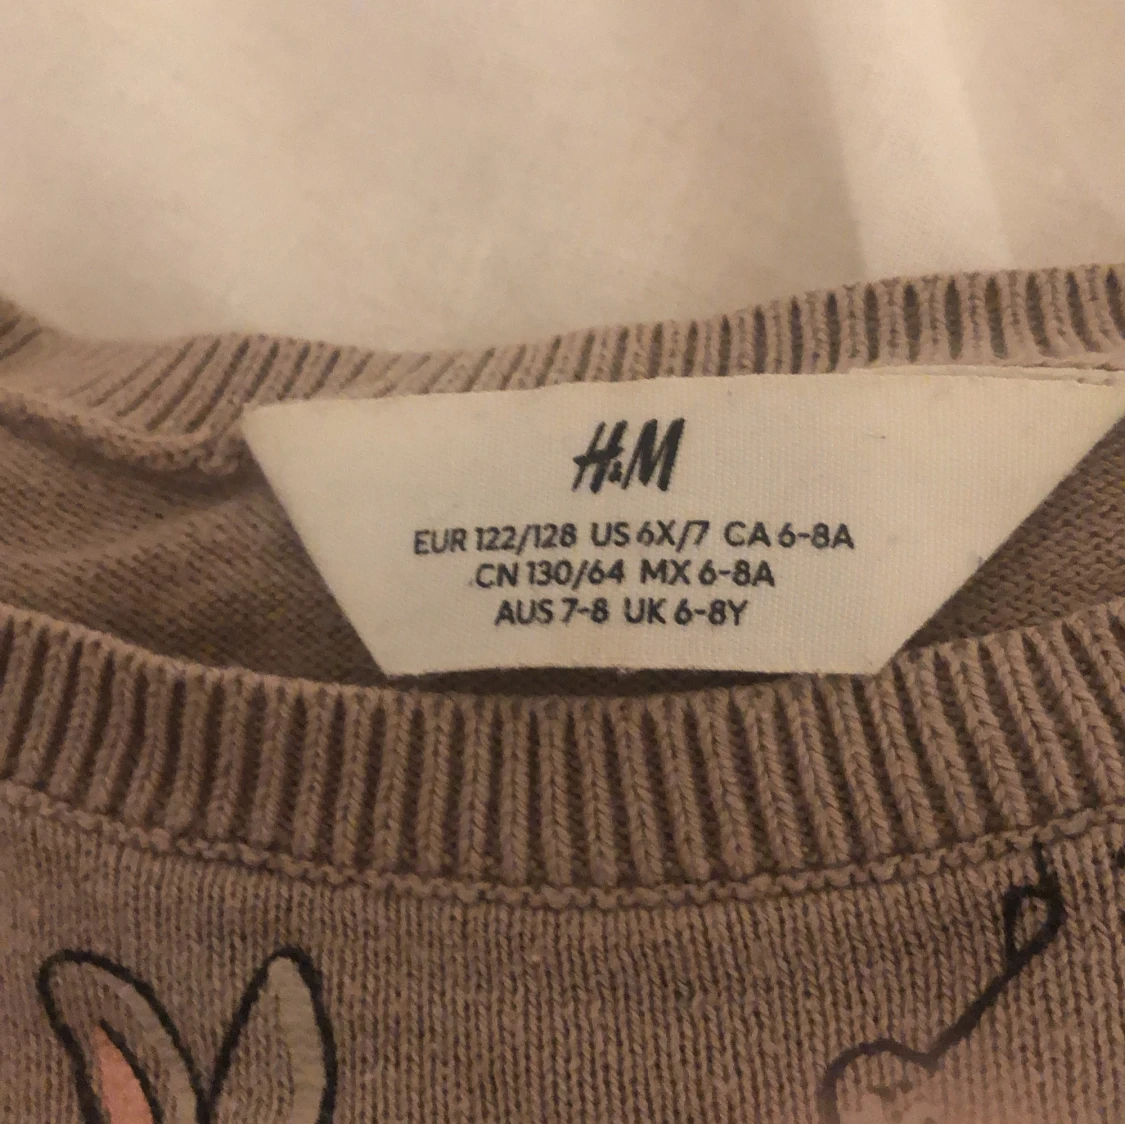 H&M
EUR 122/128 US 6X/7 CA 6-8A
CN 130/64 MX 6-8A
AUS 7-8 UK 6-8Y